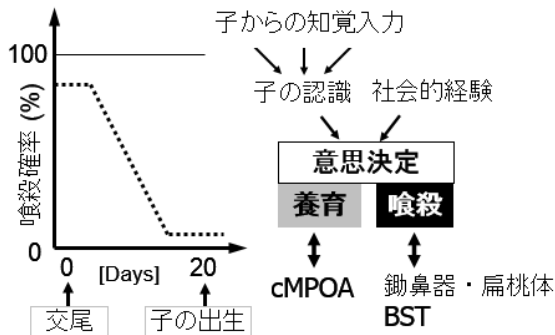 子からの知覚入力
子の認識 社会的経験
意思決定
養育 喰殺
cMPOA 鋤鼻器・扁桃体
BST
喰殺確率 (%)
100
0
0 [Days] 20
交尾 子の出生